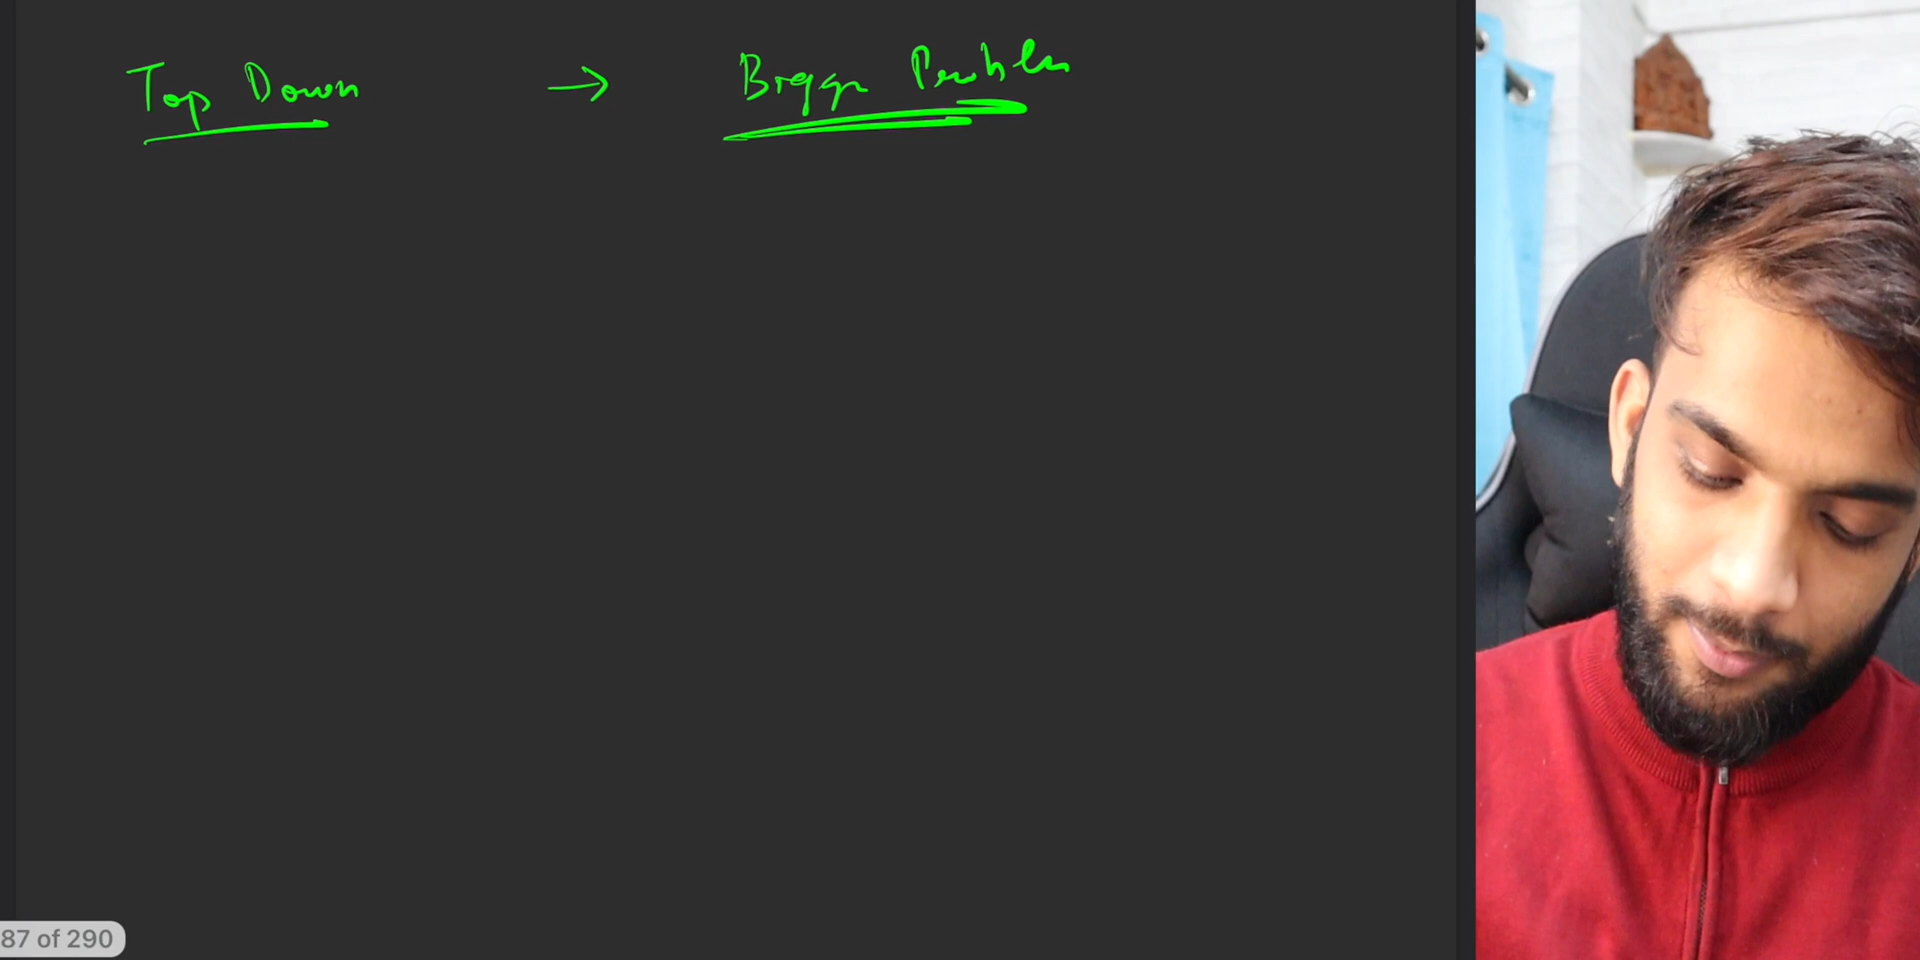 Top Down → Bigger Problem
87 of 290